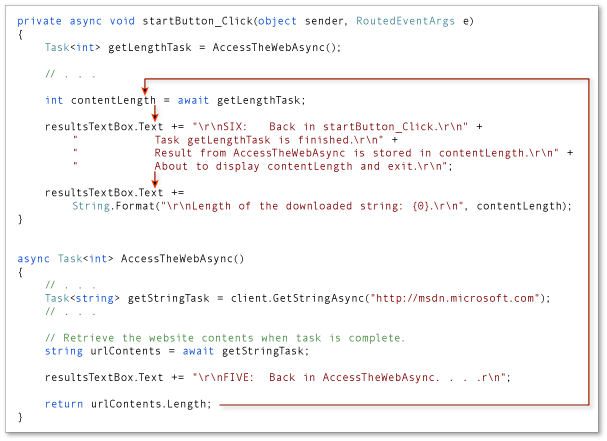 private async void startButton_Click(object sender, RoutedEventArgs e)
{
    Task<int> getLengthTask = AccessTheWebAsync();
    // . . .
    int contentLength = await getLengthTask;
    resultsTextBox.Text += "\r\nSIX:   Back in startButton_Click.\r\n" +
        "           Task getLengthTask is finished.\r\n" +
        "           Result from AccessTheWebAsync is stored in contentLength.\r\n" +
        "           About to display contentLength and exit.\r\n";
    resultsTextBox.Text +=
        String.Format("\r\nLength of the downloaded string: {0}.\r\n", contentLength);
}
async Task<int> AccessTheWebAsync()
{
    // . . .
    Task<string> getStringTask = client.GetStringAsync("http://msdn.microsoft.com");
    // . . .
    // Retrieve the website contents when task is complete.
    string urlContents = await getStringTask;
    resultsTextBox.Text += "\r\nFIVE:  Back in AccessTheWebAsync. . . .r\n";
    return urlContents.Length;
}